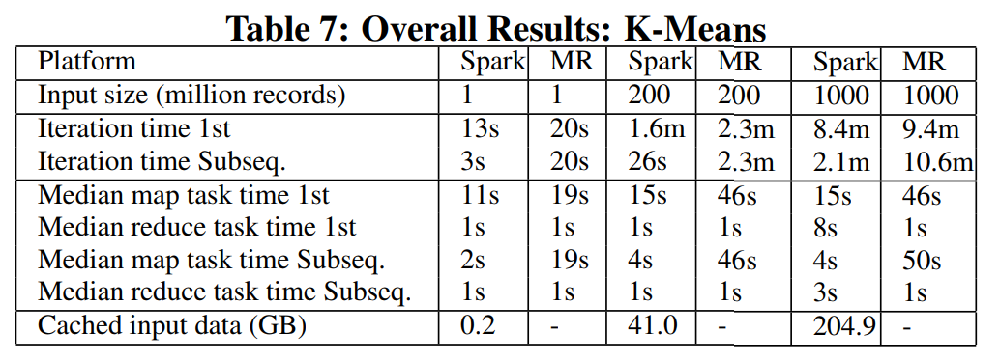 Table 7: Overall Results: K-Means
Platform Spark MR Spark MR Spark MR
Input size (million records) 1 1 200 200 1000 1000
Iteration time 1st 13s 20s 1.6m 2.3m 8.4m 9.4m
Iteration time Subseq. 3s 20s 26s 2.3m 2.1m 10.6m
Median map task time 1st 11s 19s 15s 46s 15s 46s
Median reduce task time 1st 1s 1s 1s 1s 8s 1s
Median map task time Subseq. 2s 19s 4s 46s 4s 50s
Median reduce task time Subseq. 1s 1s 1s 1s 3s 1s
Cached input data (GB) 0.2 - 41.0 - 204.9 -